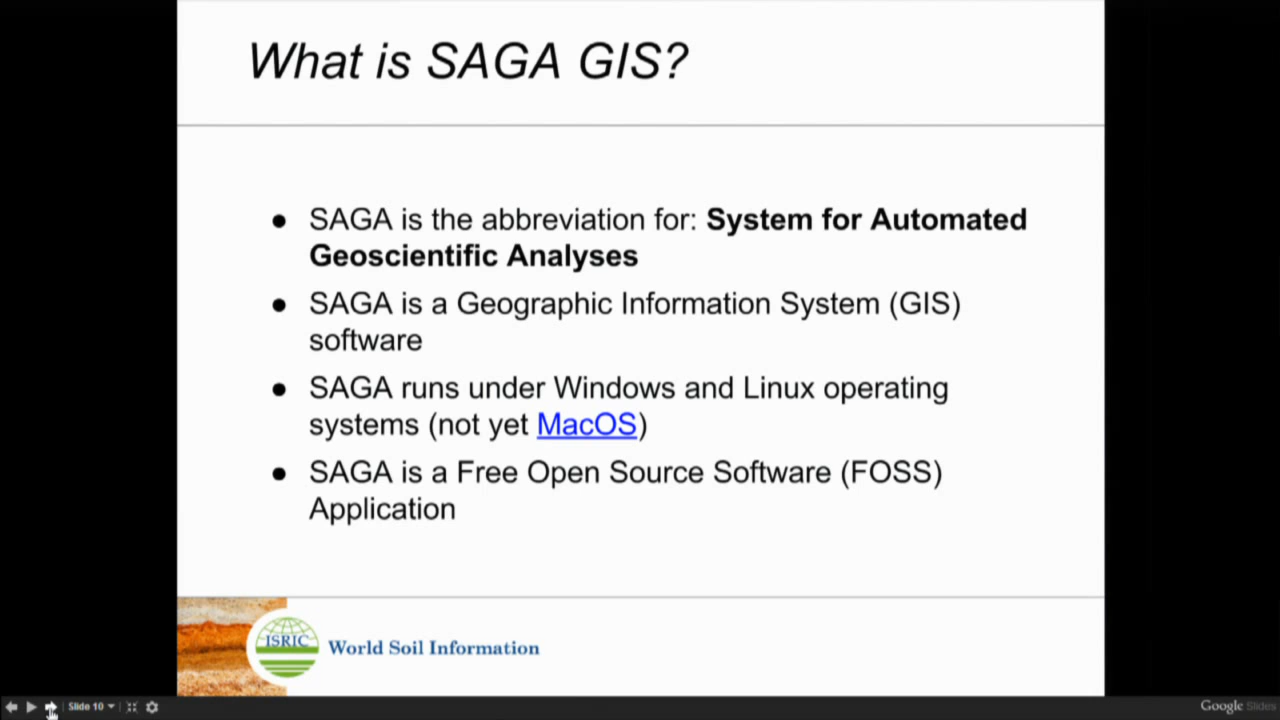 What is SAGA GIS?
● SAGA is the abbreviation for: System for Automated
Geoscientific Analyses
● SAGA is a Geographic Information System (GIS)
software
● SAGA runs under Windows and Linux operating
systems (not yet MacOS)
● SAGA is a Free Open Source Software (FOSS)
Application
ISRIC
World Soil Information
Slide 10
Google Slides